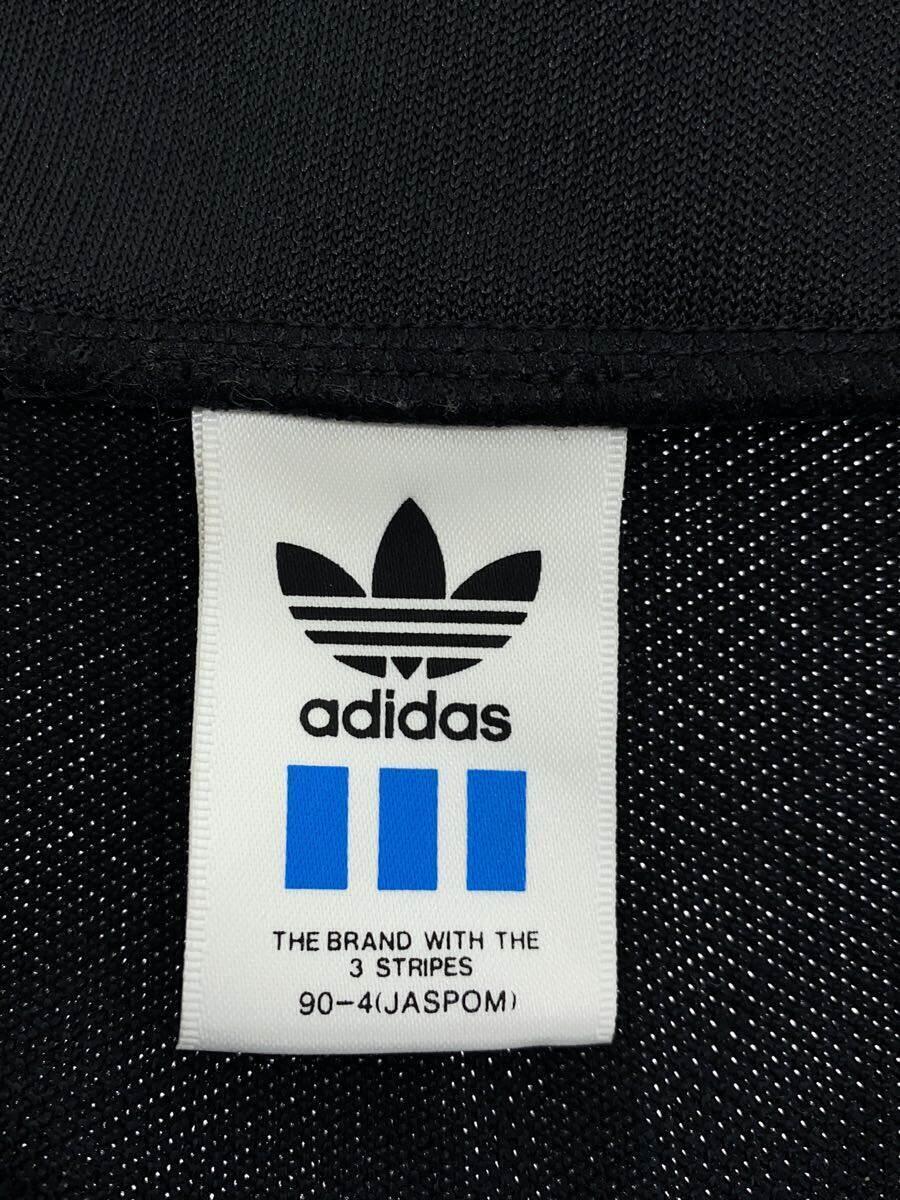 adidas
THE BRAND WITH THE
3 STRIPES
90-4(JASPOM)